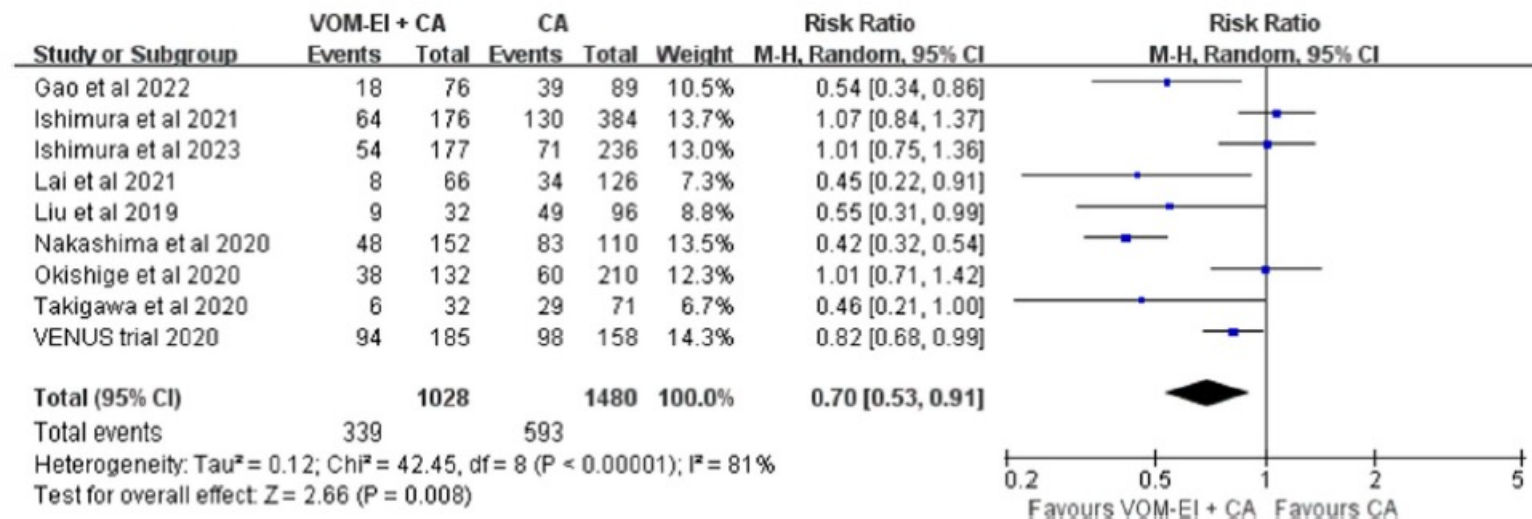 VOM-EI + CA CA Risk Ratio Risk Ratio
Study or Subgroup Events Total Events Total Weight M-H, Random, 95% CI M-H, Random, 95% CI
Gao et al 2022 18 76 39 89 10.5% 0.54 [0.34, 0.86]
Ishimura et al 2021 64 176 130 384 13.7% 1.07 [0.84, 1.37]
Ishimura et al 2023 54 177 71 236 13.0% 1.01 [0.75, 1.36]
Lai et al 2021 8 66 34 126 7.3% 0.45 [0.22, 0.91]
Liu et al 2019 9 32 49 96 8.8% 0.55 [0.31, 0.99]
Nakashima et al 2020 48 152 83 110 13.5% 0.42 [0.32, 0.54]
Okishige et al 2020 38 132 60 210 12.3% 1.01 [0.71, 1.42]
Takigawa et al 2020 6 32 29 71 6.7% 0.46 [0.21, 1.00]
VENUS trial 2020 94 185 98 158 14.3% 0.82 [0.68, 0.99]
Total (95% CI) 1028 1480 100.0% 0.70 [0.53, 0.91]
Total events 339 593
Heterogeneity: Tau² = 0.12; Chi² = 42.45, df = 8 (P < 0.00001); I² = 81%
Test for overall effect: Z = 2.66 (P = 0.008)
0.2 0.5 1 2 5
Favours VOM-EI + CA Favours CA